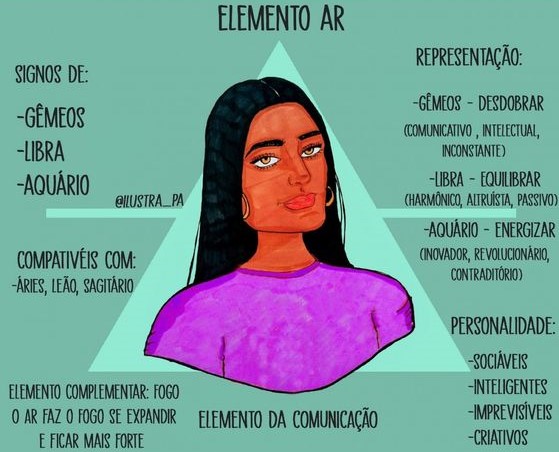 ELEMENTO AR
SIGNOS DE:
-GÊMEOS
-LIBRA
-AQUÁRIO
@ILUSTRA_PA
COMPATIVÉIS COM:
-ÀRIES, LEÃO, SAGITÁRIO
ELEMENTO COMPLEMENTAR: FOGO
O AR FAZ O FOGO SE EXPANDIR
E FICAR MAIS FORTE
ELEMENTO DA COMUNICAÇÃO
REPRESENTAÇÃO:
-GÊMEOS - DESDOBRAR
(COMUNICATIVO , INTELECTUAL,
INCONSTANTE)
-LIBRA - EQUILIBRAR
(HARMÔNICO, ALTRUÍSTA, PASSIVO)
-AQUÁRIO - ENERGIZAR
(INOVADOR, REVOLUCIONÁRIO,
CONTRADITÓRIO)
PERSONALIDADE:
-SOCIÁVEIS
-INTELIGENTES
-IMPREVISÍVEIS
-CRIATIVOS